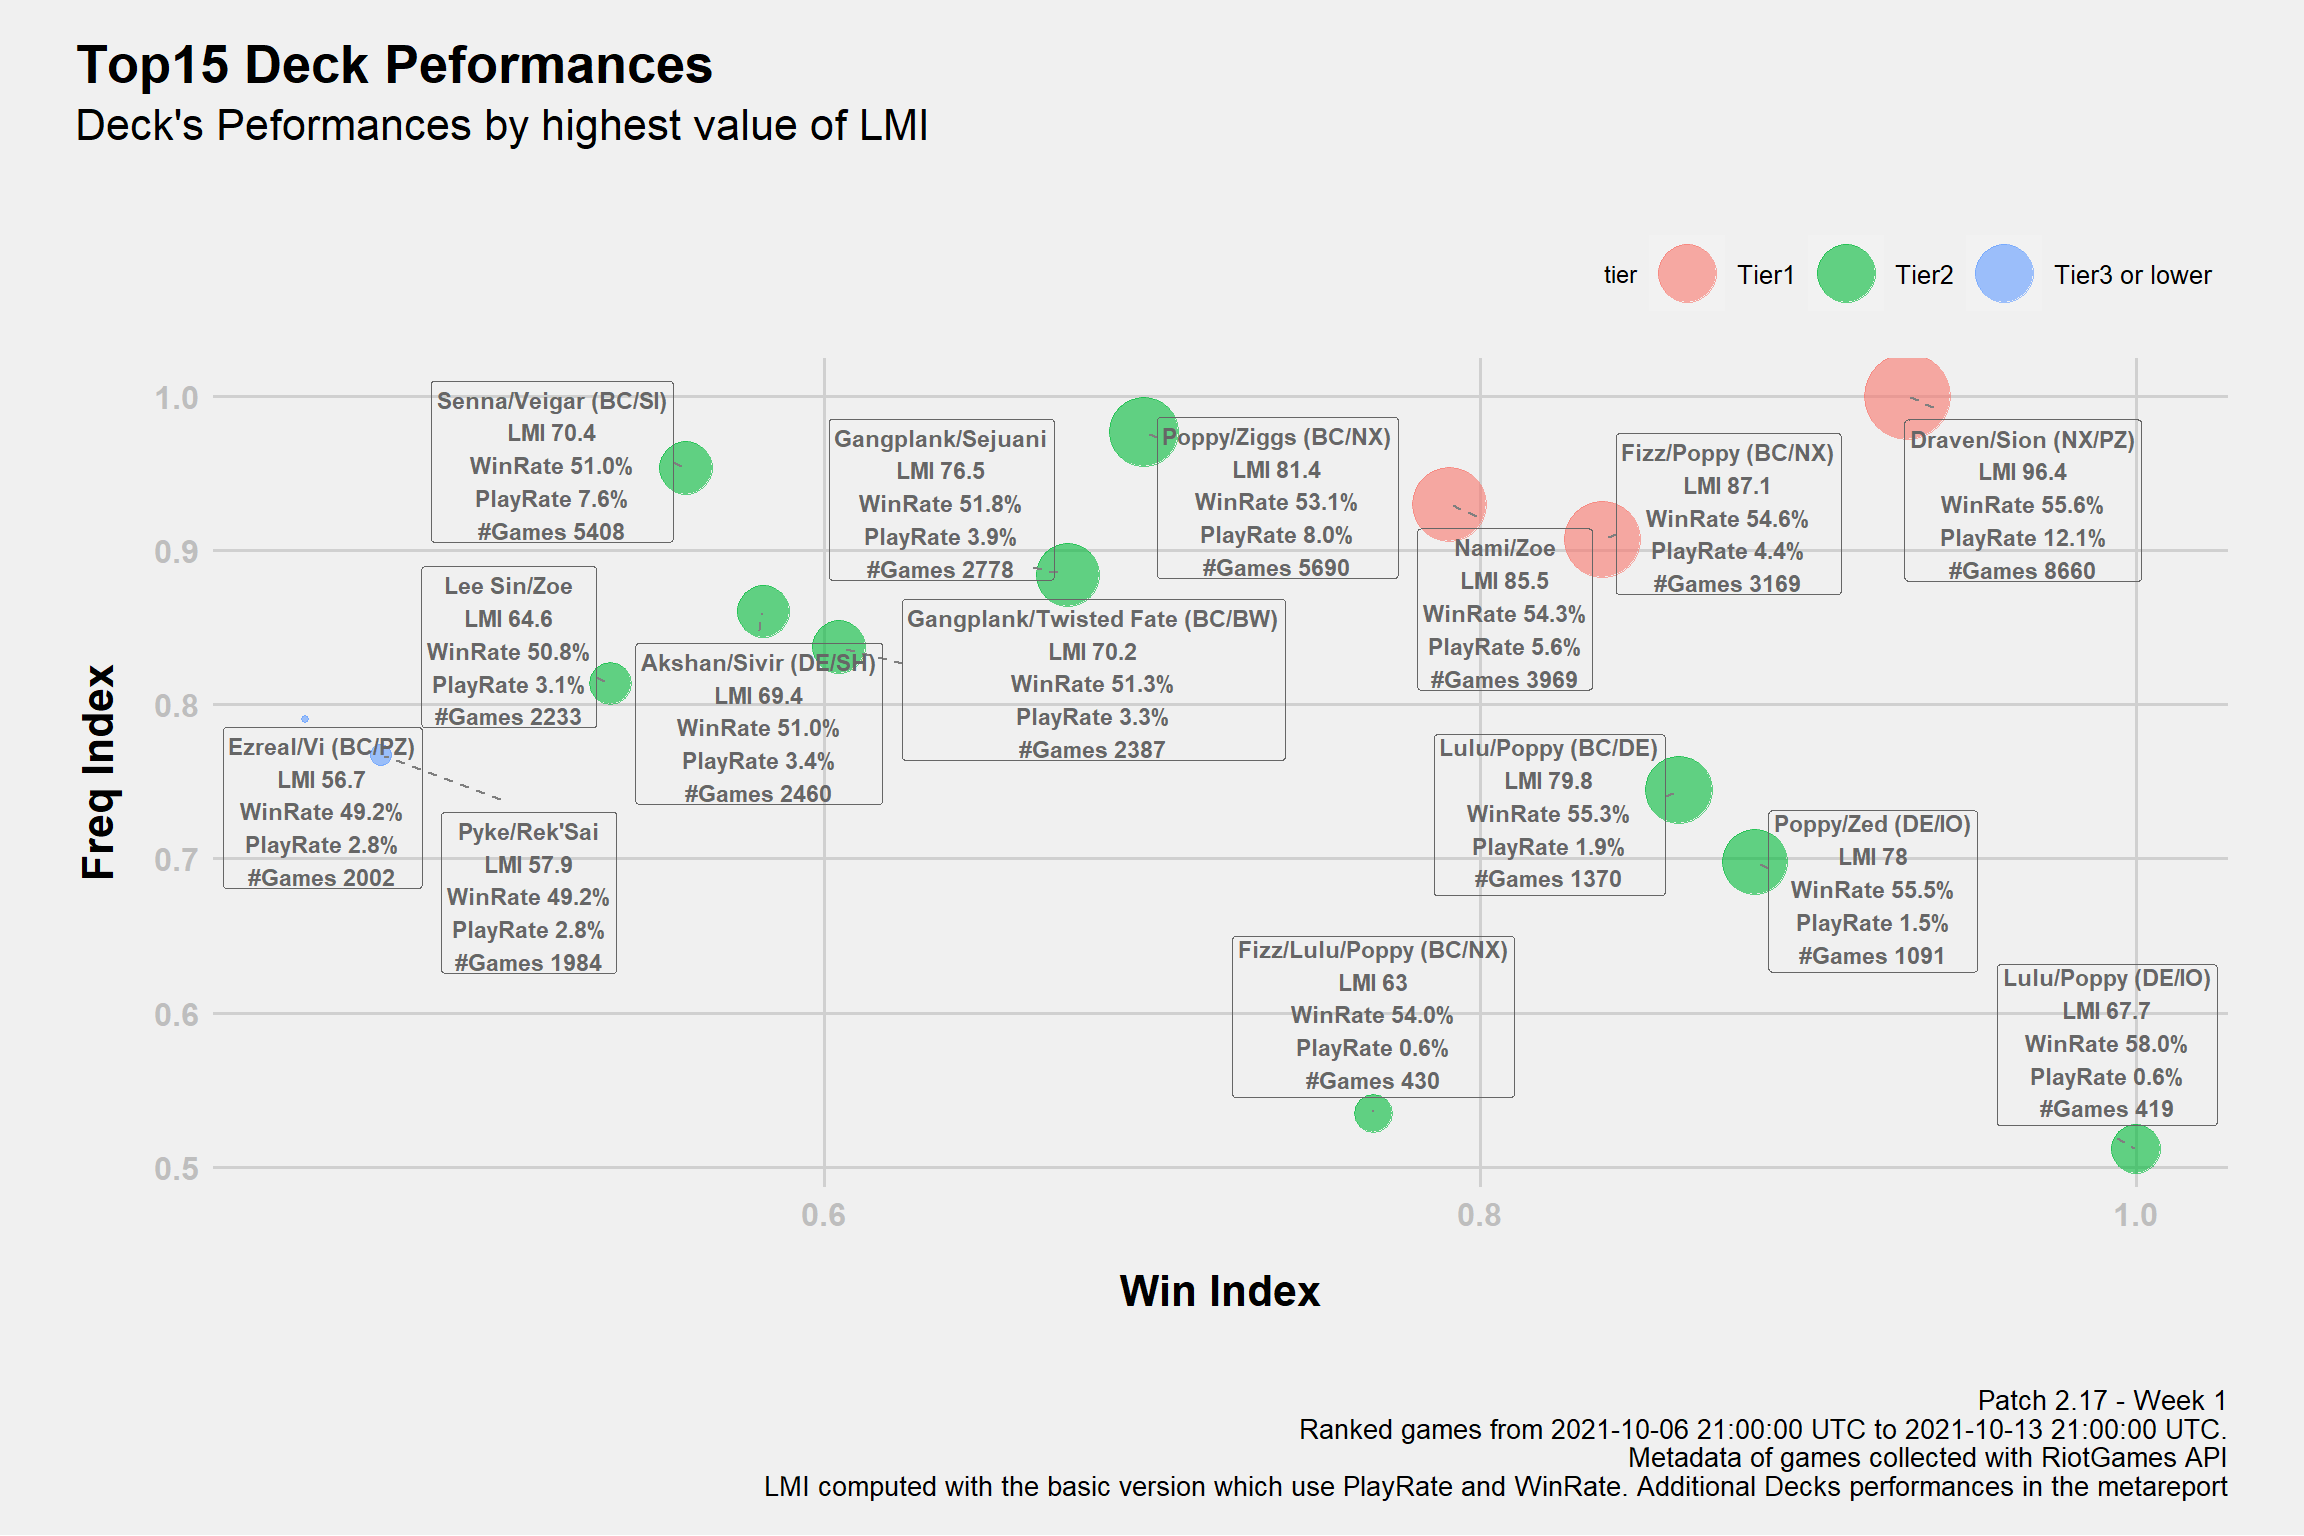 Top15 Deck Peformances
Deck's Peformances by highest value of LMI
tier
Tier1
Tier2
Tier3 or lower
Freq Index
1.0
0.9
0.8
0.7
0.6
0.5
Senna/Veigar (BC/SI)
LMI 70.4
WinRate 51.0%
PlayRate 7.6%
#Games 5408
Gangplank/Sejuani
LMI 76.5
WinRate 51.8%
PlayRate 3.9%
#Games 2778
Poppy/Ziggs (BC/NX)
LMI 81.4
WinRate 53.1%
PlayRate 8.0%
#Games 5690
Fizz/Poppy (BC/NX)
LMI 87.1
WinRate 54.6%
PlayRate 4.4%
#Games 3169
Draven/Sion (NX/PZ)
LMI 96.4
WinRate 55.6%
PlayRate 12.1%
#Games 8660
Nami/Zoe
LMI 85.5
WinRate 54.3%
PlayRate 5.6%
#Games 3969
Lee Sin/Zoe
LMI 64.6
WinRate 50.8%
PlayRate 3.1%
#Games 2233
Akshan/Sivir (DE/SH)
LMI 69.4
WinRate 51.0%
PlayRate 3.4%
#Games 2460
Gangplank/Twisted Fate (BC/BW)
LMI 70.2
WinRate 51.3%
PlayRate 3.3%
#Games 2387
Ezreal/Vi (BC/PZ)
LMI 56.7
WinRate 49.2%
PlayRate 2.8%
#Games 2002
Pyke/Rek'Sai
LMI 57.9
WinRate 49.2%
PlayRate 2.8%
#Games 1984
Lulu/Poppy (BC/DE)
LMI 79.8
WinRate 55.3%
PlayRate 1.9%
#Games 1370
Poppy/Zed (DE/IO)
LMI 78
WinRate 55.5%
PlayRate 1.5%
#Games 1091
Fizz/Lulu/Poppy (BC/NX)
LMI 63
WinRate 54.0%
PlayRate 0.6%
#Games 430
Lulu/Poppy (DE/IO)
LMI 67.7
WinRate 58.0%
PlayRate 0.6%
#Games 419
0.6
0.8
1.0
Win Index
Patch 2.17 - Week 1
Ranked games from 2021-10-06 21:00:00 UTC to 2021-10-13 21:00:00 UTC.
Metadata of games collected with RiotGames API
LMI computed with the basic version which use PlayRate and WinRate. Additional Decks performances in the metareport